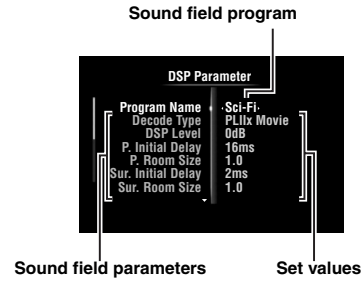 Sound field program
DSP Parameter
Program Name ·Sci-Fi·
Decode Type PLIIx Movie
DSP Level 0dB
P. Initial Delay 16ms
P. Room Size 1.0
Sur. Initial Delay 2ms
Sur. Room Size 1.0
Sound field parameters Set values